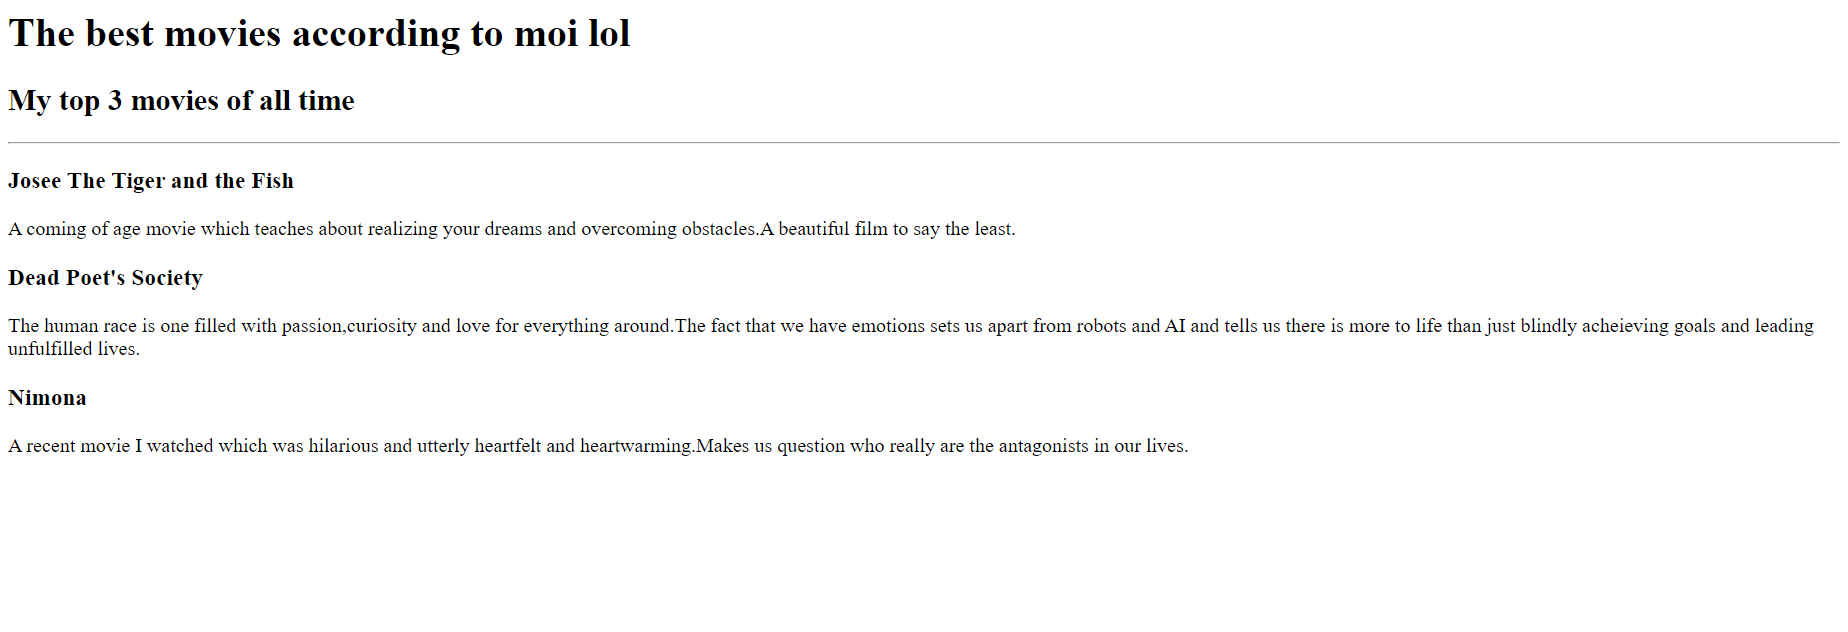 The best movies according to moi lol
My top 3 movies of all time
Josee The Tiger and the Fish
A coming of age movie which teaches about realizing your dreams and overcoming obstacles.A beautiful film to say the least.
Dead Poet's Society
The human race is one filled with passion,curiosity and love for everything around.The fact that we have emotions sets us apart from robots and AI and tells us there is more to life than just blindly acheieving goals and leading
unfulfilled lives.
Nimona
A recent movie I watched which was hilarious and utterly heartfelt and heartwarming.Makes us question who really are the antagonists in our lives.